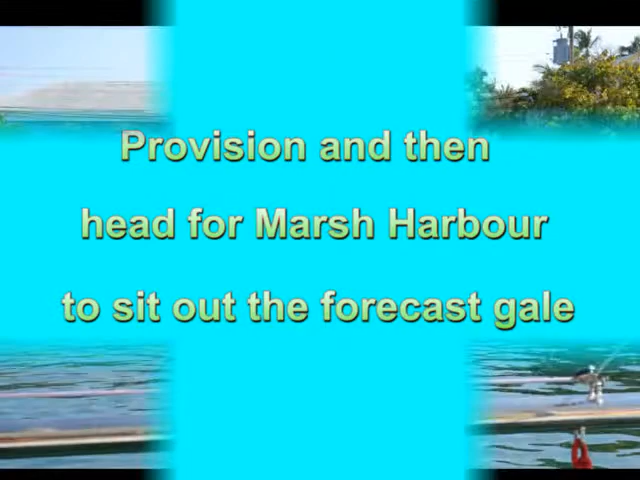 Provision and then
head for Marsh Harbour
to sit out the forecast gale